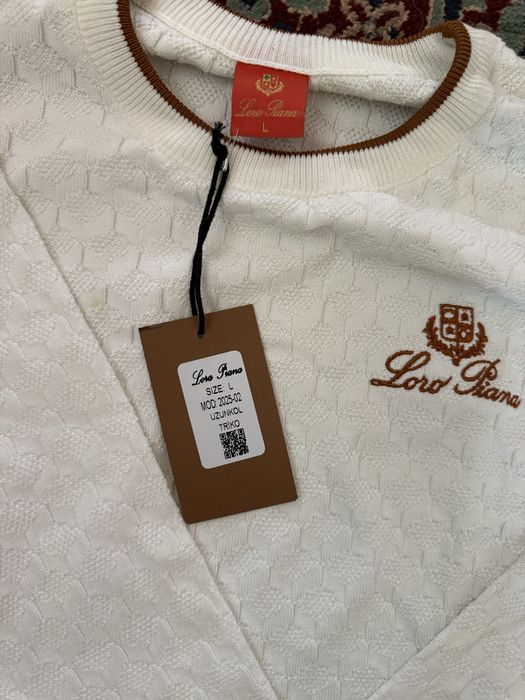 Loro Piana
L
Loro Piana
Loro Piana
SIZE: L
MOD: 2025-02
UZUNKOL
TRIKO